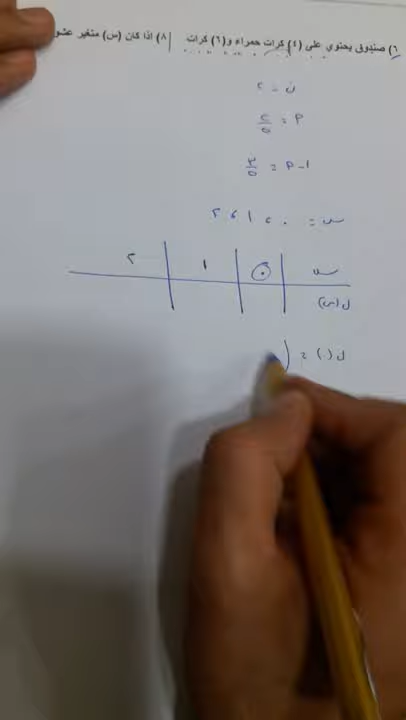 ٦) صندوق يحتوي على (٤) كرات حمراء و(٦) كرات
٨) اذا كان (س) متغير عشو
ن = ٢
P = ٢/٥
١-P = ٣/٥
س = ٠ ، ١ ، ٢
س ٠ ١ ٢
ل(س)
ل(٠) = (